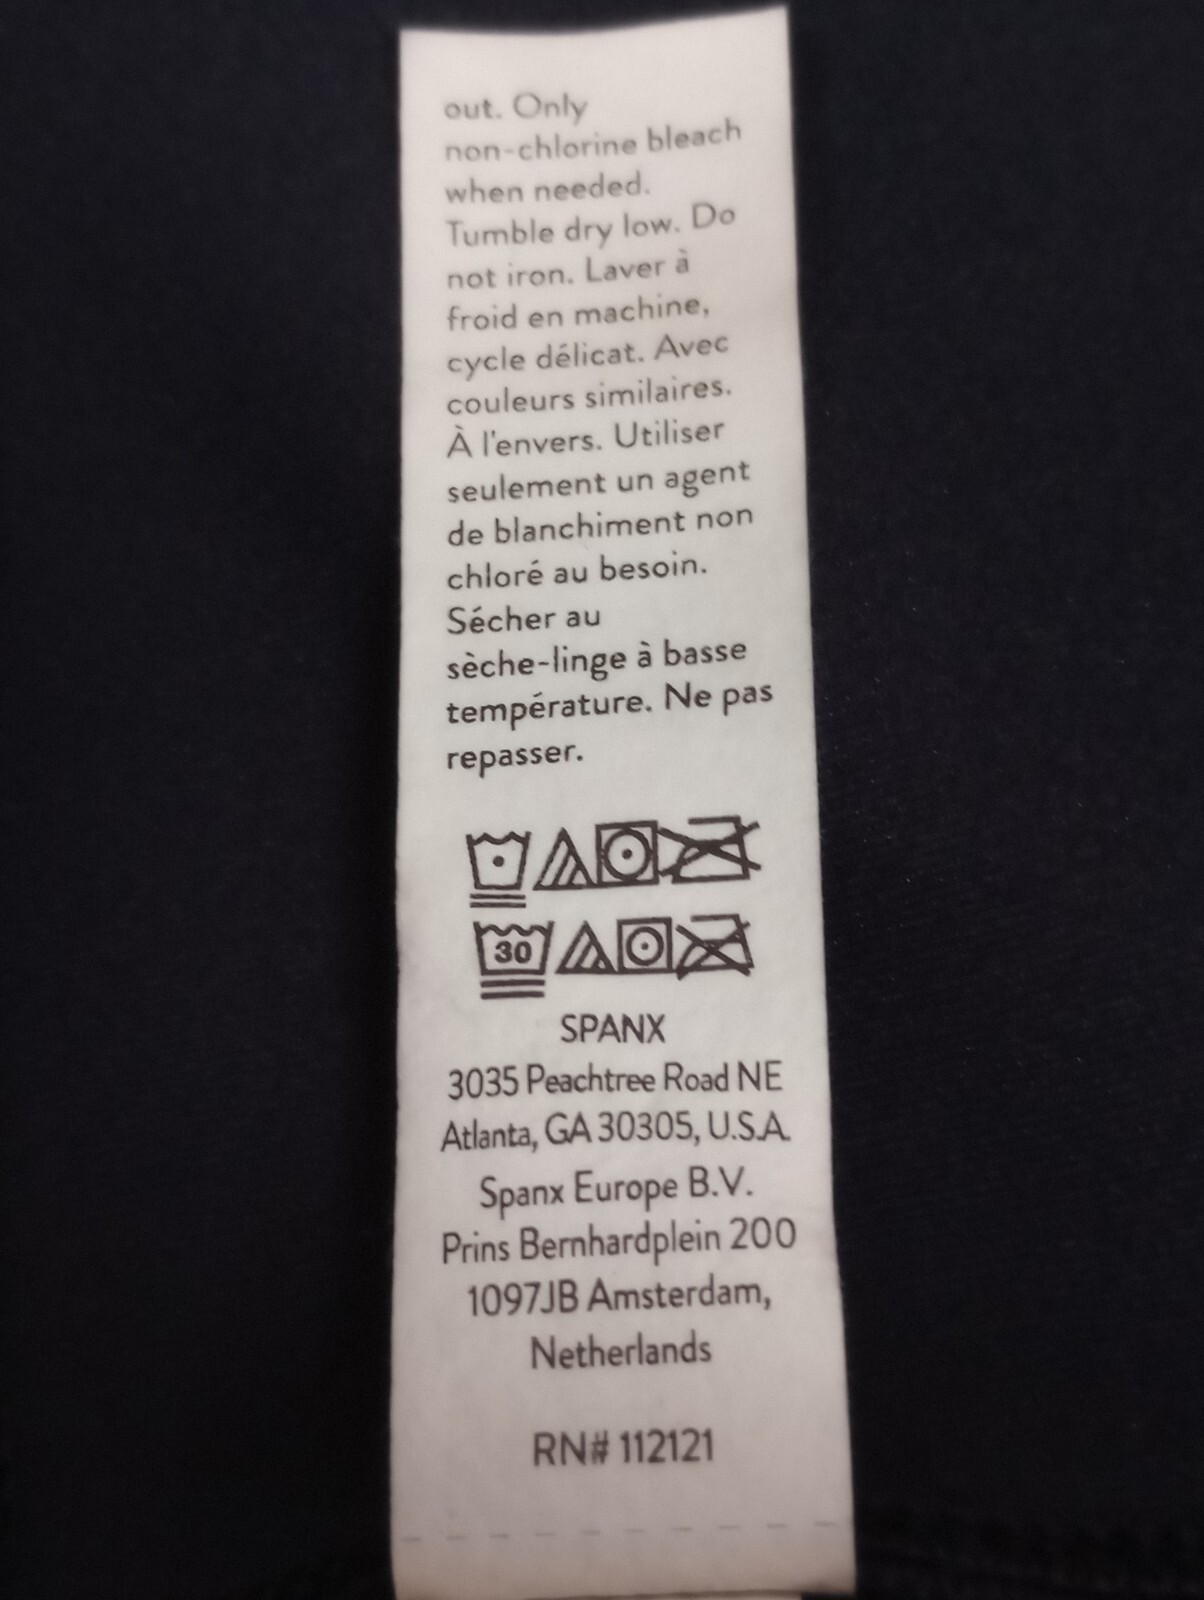 out. Only
non-chlorine bleach
when needed.
Tumble dry low. Do
not iron. Laver à
froid en machine,
cycle délicat. Avec
couleurs similaires.
À l'envers. Utiliser
seulement un agent
de blanchiment non
chloré au besoin.
Sécher au
sèche-linge à basse
température. Ne pas
repasser.
30
SPANX
3035 Peachtree Road NE
Atlanta, GA 30305, U.S.A.
Spanx Europe B.V.
Prins Bernhardplein 200
1097JB Amsterdam,
Netherlands
RN# 112121